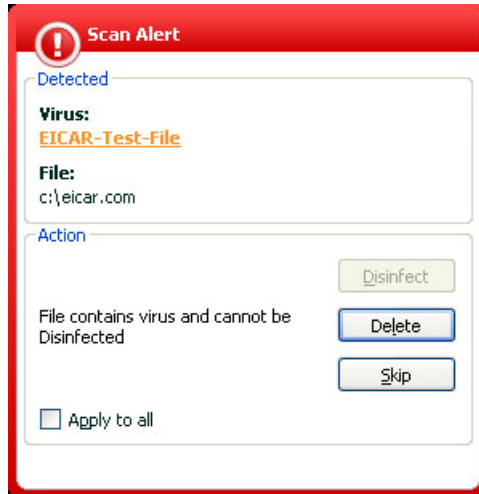 Scan Alert
Detected
Virus:
EICAR-Test-File
File:
c:\eicar.com
Action
Disinfect
File contains virus and cannot be
Disinfected
Delete
Skip
Apply to all